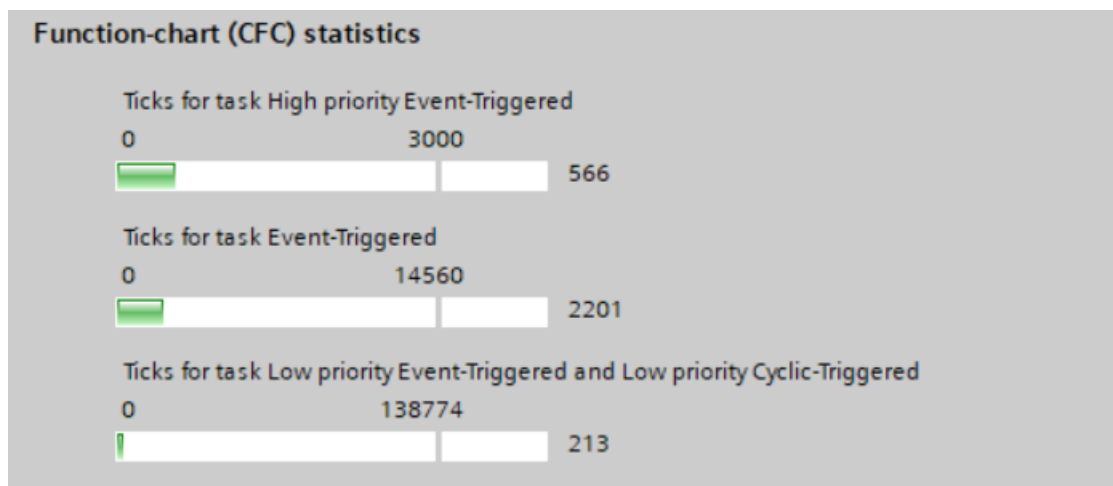 Function-chart (CFC) statistics
Ticks for task High priority Event-Triggered
0 3000
566
Ticks for task Event-Triggered
0 14560
2201
Ticks for task Low priority Event-Triggered and Low priority Cyclic-Triggered
0 138774
213